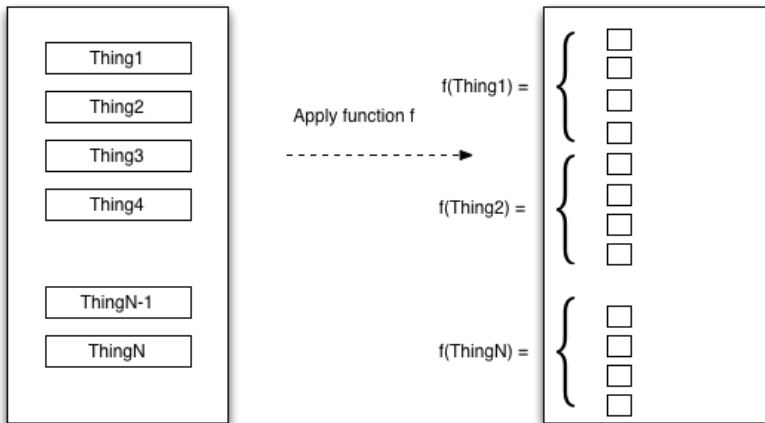 Thing1
Thing2
Thing3
Thing4
ThingN-1
ThingN
Apply function f
f(Thing1) =
f(Thing2) =
f(ThingN) =